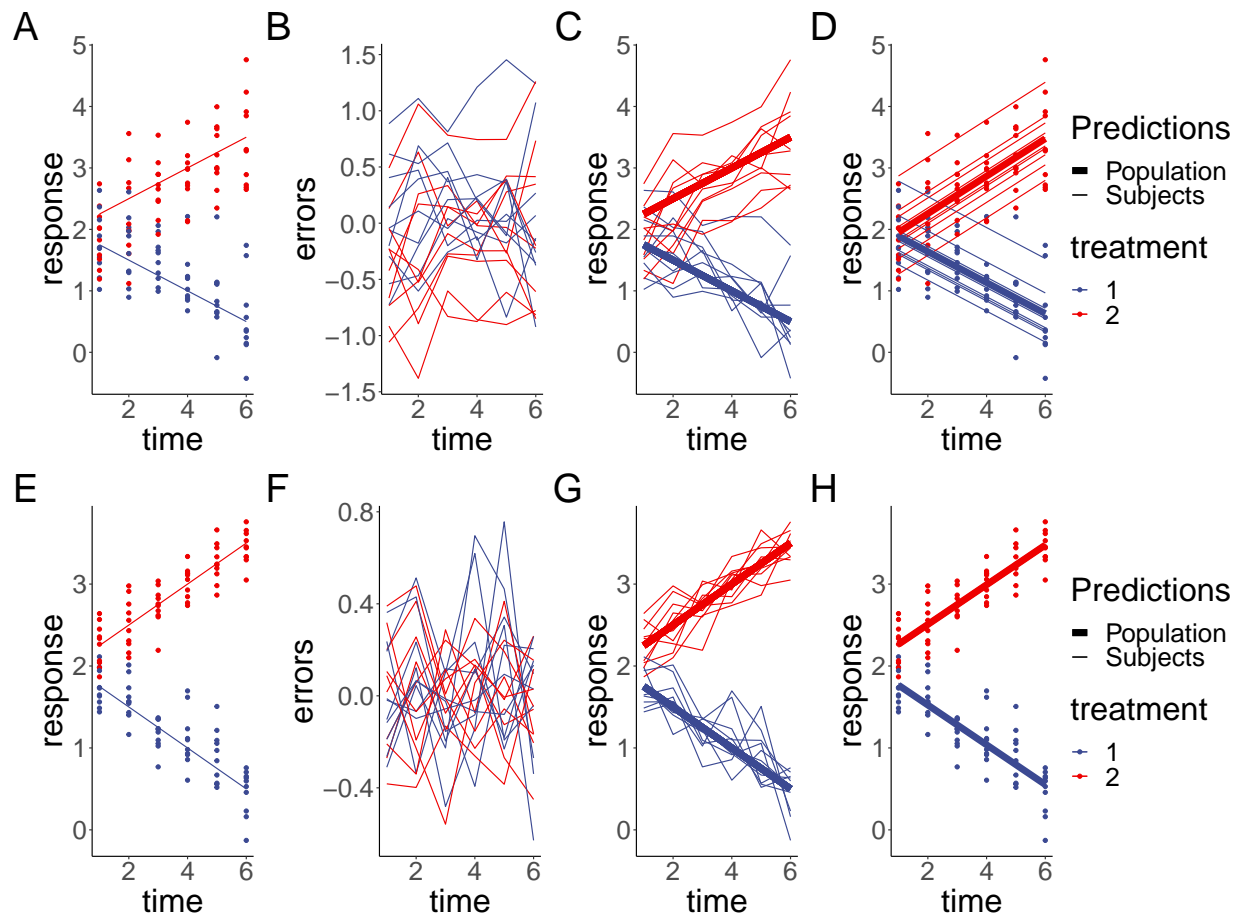 A
response
5
4
3
2
1
0
2 4 6
time
B
errors
1.5
1.0
0.5
0.0
−0.5
−1.0
−1.5
2 4 6
time
C
response
5
4
3
2
1
0
2 4 6
time
D
response
5
4
3
2
1
0
2 4 6
time
Predictions
Population
Subjects
treatment
1
2
E
response
3
2
1
0
2 4 6
time
F
errors
0.8
0.4
0.0
−0.4
2 4 6
time
G
response
3
2
1
0
2 4 6
time
H
response
3
2
1
0
2 4 6
time
Predictions
Population
Subjects
treatment
1
2